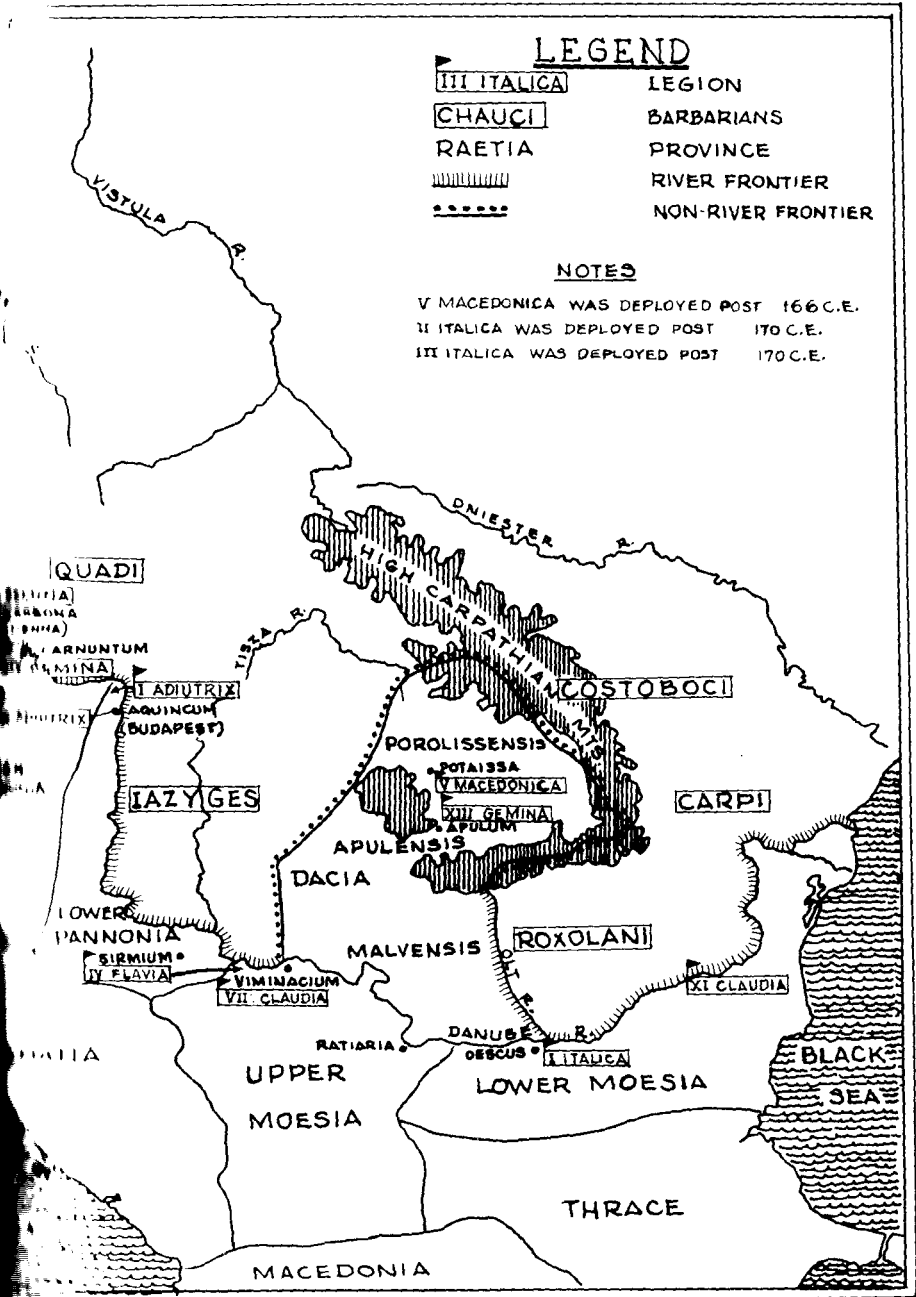 LEGEND
III ITALICA LEGION
CHAUCI BARBARIANS
RAETIA PROVINCE
RIVER FRONTIER
NON-RIVER FRONTIER
NOTES
V MACEDONICA WAS DEPLOYED POST 166 C.E.
II ITALICA WAS DEPLOYED POST 170 C.E.
III ITALICA WAS DEPLOYED POST 170 C.E.
VISTULA R.
DNIESTER R.
HIGH CARPATHIAN MTS
QUADI
ARNUNTUM
TISZA R.
I ADIUTRIX
AQUINCUM
(BUDAPEST)
COSTOBOCI
POROLISSENSIS
POTAISSA
V MACEDONICA
XIII GEMINA
APULUM
APULENSIS
IAZYGES
CARPI
DACIA
LOWER
PANNONIA
SIRMIUM
IV FLAVIA
MALVENSIS
ROXOLANI
OLT R.
VIMINACIUM
VII CLAUDIA
XI CLAUDIA
DANUBE R.
RATIARIA
OESCUS
I ITALICA
UPPER
MOESIA
LOWER MOESIA
BLACK
SEA
THRACE
MACEDONIA